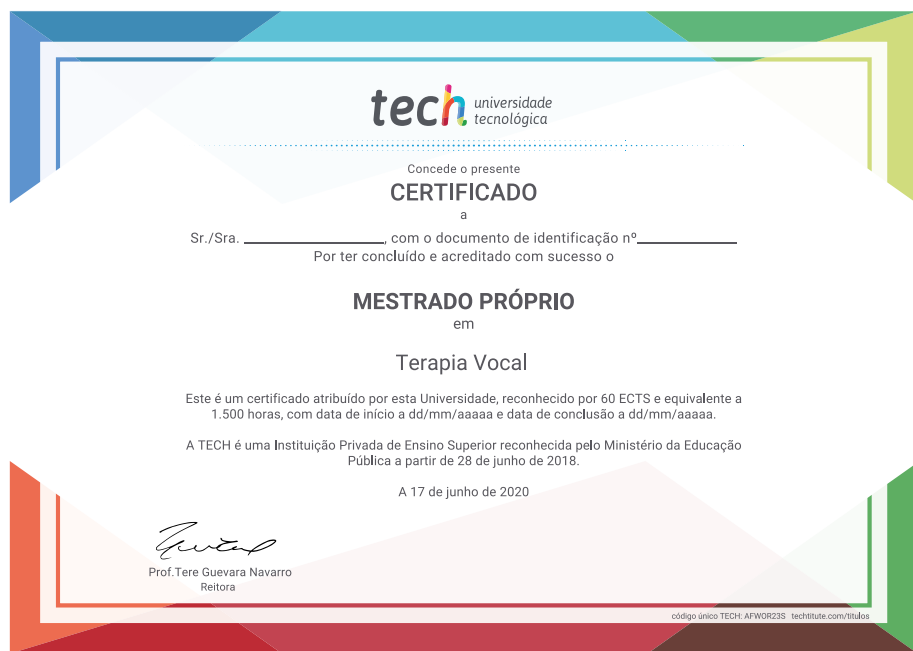 tech universidade
tecnológica
Concede o presente
CERTIFICADO
a
Sr./Sra. ________________, com o documento de identificação nº____________
Por ter concluído e acreditado com sucesso o
MESTRADO PRÓPRIO
em
Terapia Vocal
Este é um certificado atribuído por esta Universidade, reconhecido por 60 ECTS e equivalente a
1.500 horas, com data de início a dd/mm/aaaaa e data de conclusão a dd/mm/aaaaa.
A TECH é uma Instituição Privada de Ensino Superior reconhecida pelo Ministério da Educação
Pública a partir de 28 de junho de 2018.
A 17 de junho de 2020
Prof.Tere Guevara Navarro
Reitora
código único TECH: AFWOR23S techtitute.com/titulos